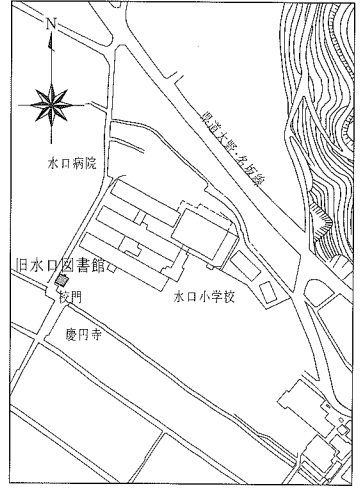 N
県道大野・名坂線
水口病院
旧水口図書館
校門
水口小学校
慶円寺